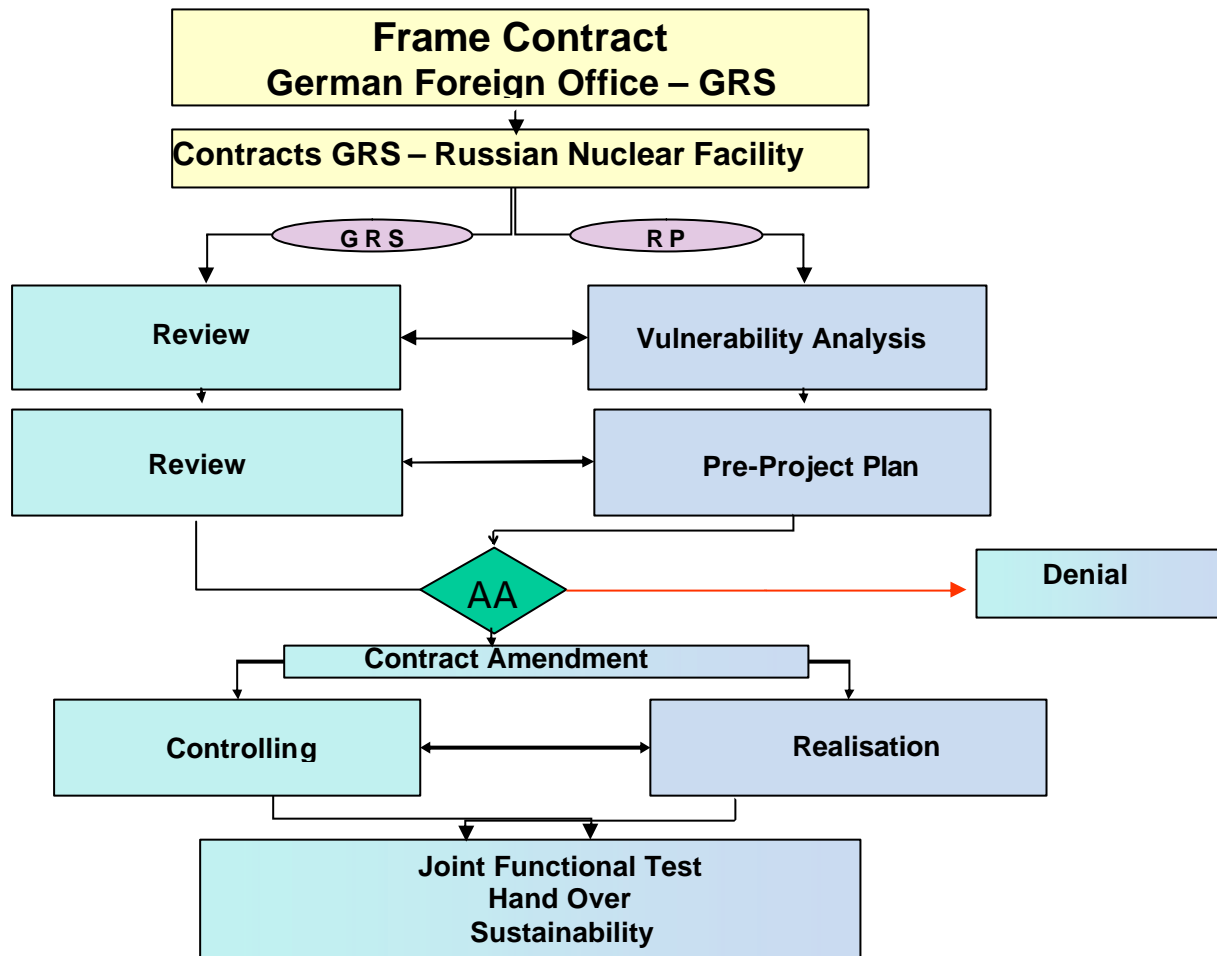 Frame Contract
German Foreign Office – GRS
Contracts GRS – Russian Nuclear Facility
G R S
R P
Review
Vulnerability Analysis
Review
Pre-Project Plan
AA
Denial
Contract Amendment
Controlling
Realisation
Joint Functional Test
Hand Over
Sustainability